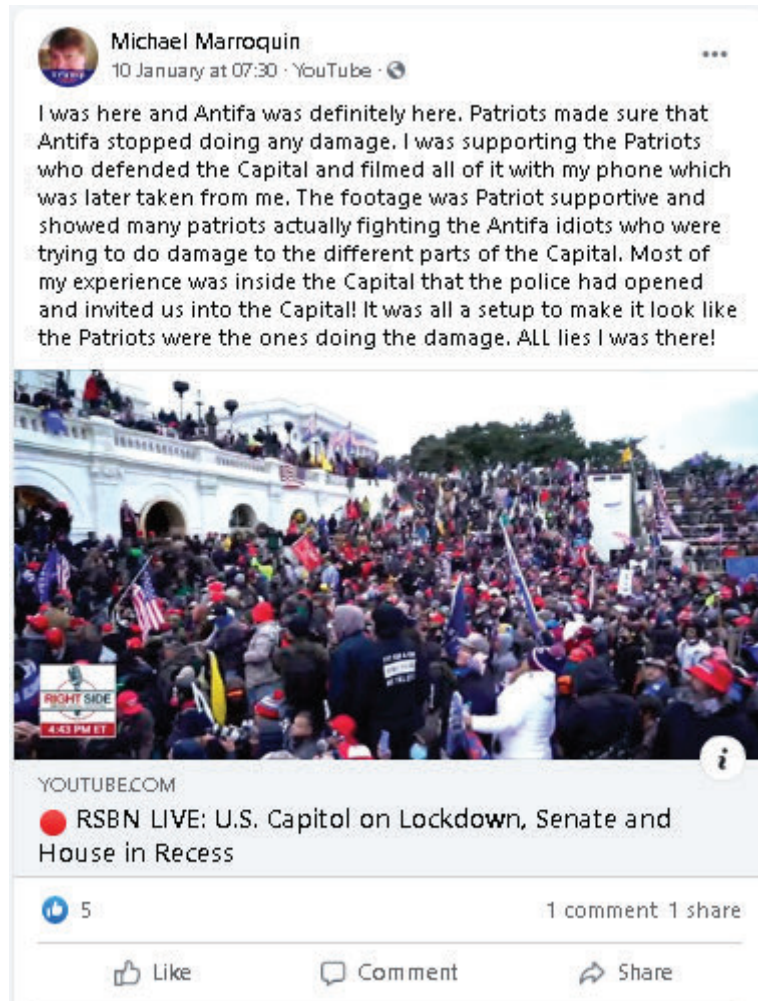 Michael Marroquin
10 January at 07:30 · YouTube ·
I was here and Antifa was definitely here. Patriots made sure that
Antifa stopped doing any damage. I was supporting the Patriots
who defended the Capital and filmed all of it with my phone which
was later taken from me. The footage was Patriot supportive and
showed many patriots actually fighting the Antifa idiots who were
trying to do damage to the different parts of the Capital. Most of
my experience was inside the Capital that the police had opened
and invited us into the Capital! It was all a setup to make it look like
the Patriots were the ones doing the damage. ALL lies I was there!
RIGHT SIDE
4:43 PM ET
YOUTUBE.COM
RSBN LIVE: U.S. Capitol on Lockdown, Senate and
House in Recess
5
1 comment 1 share
Like
Comment
Share